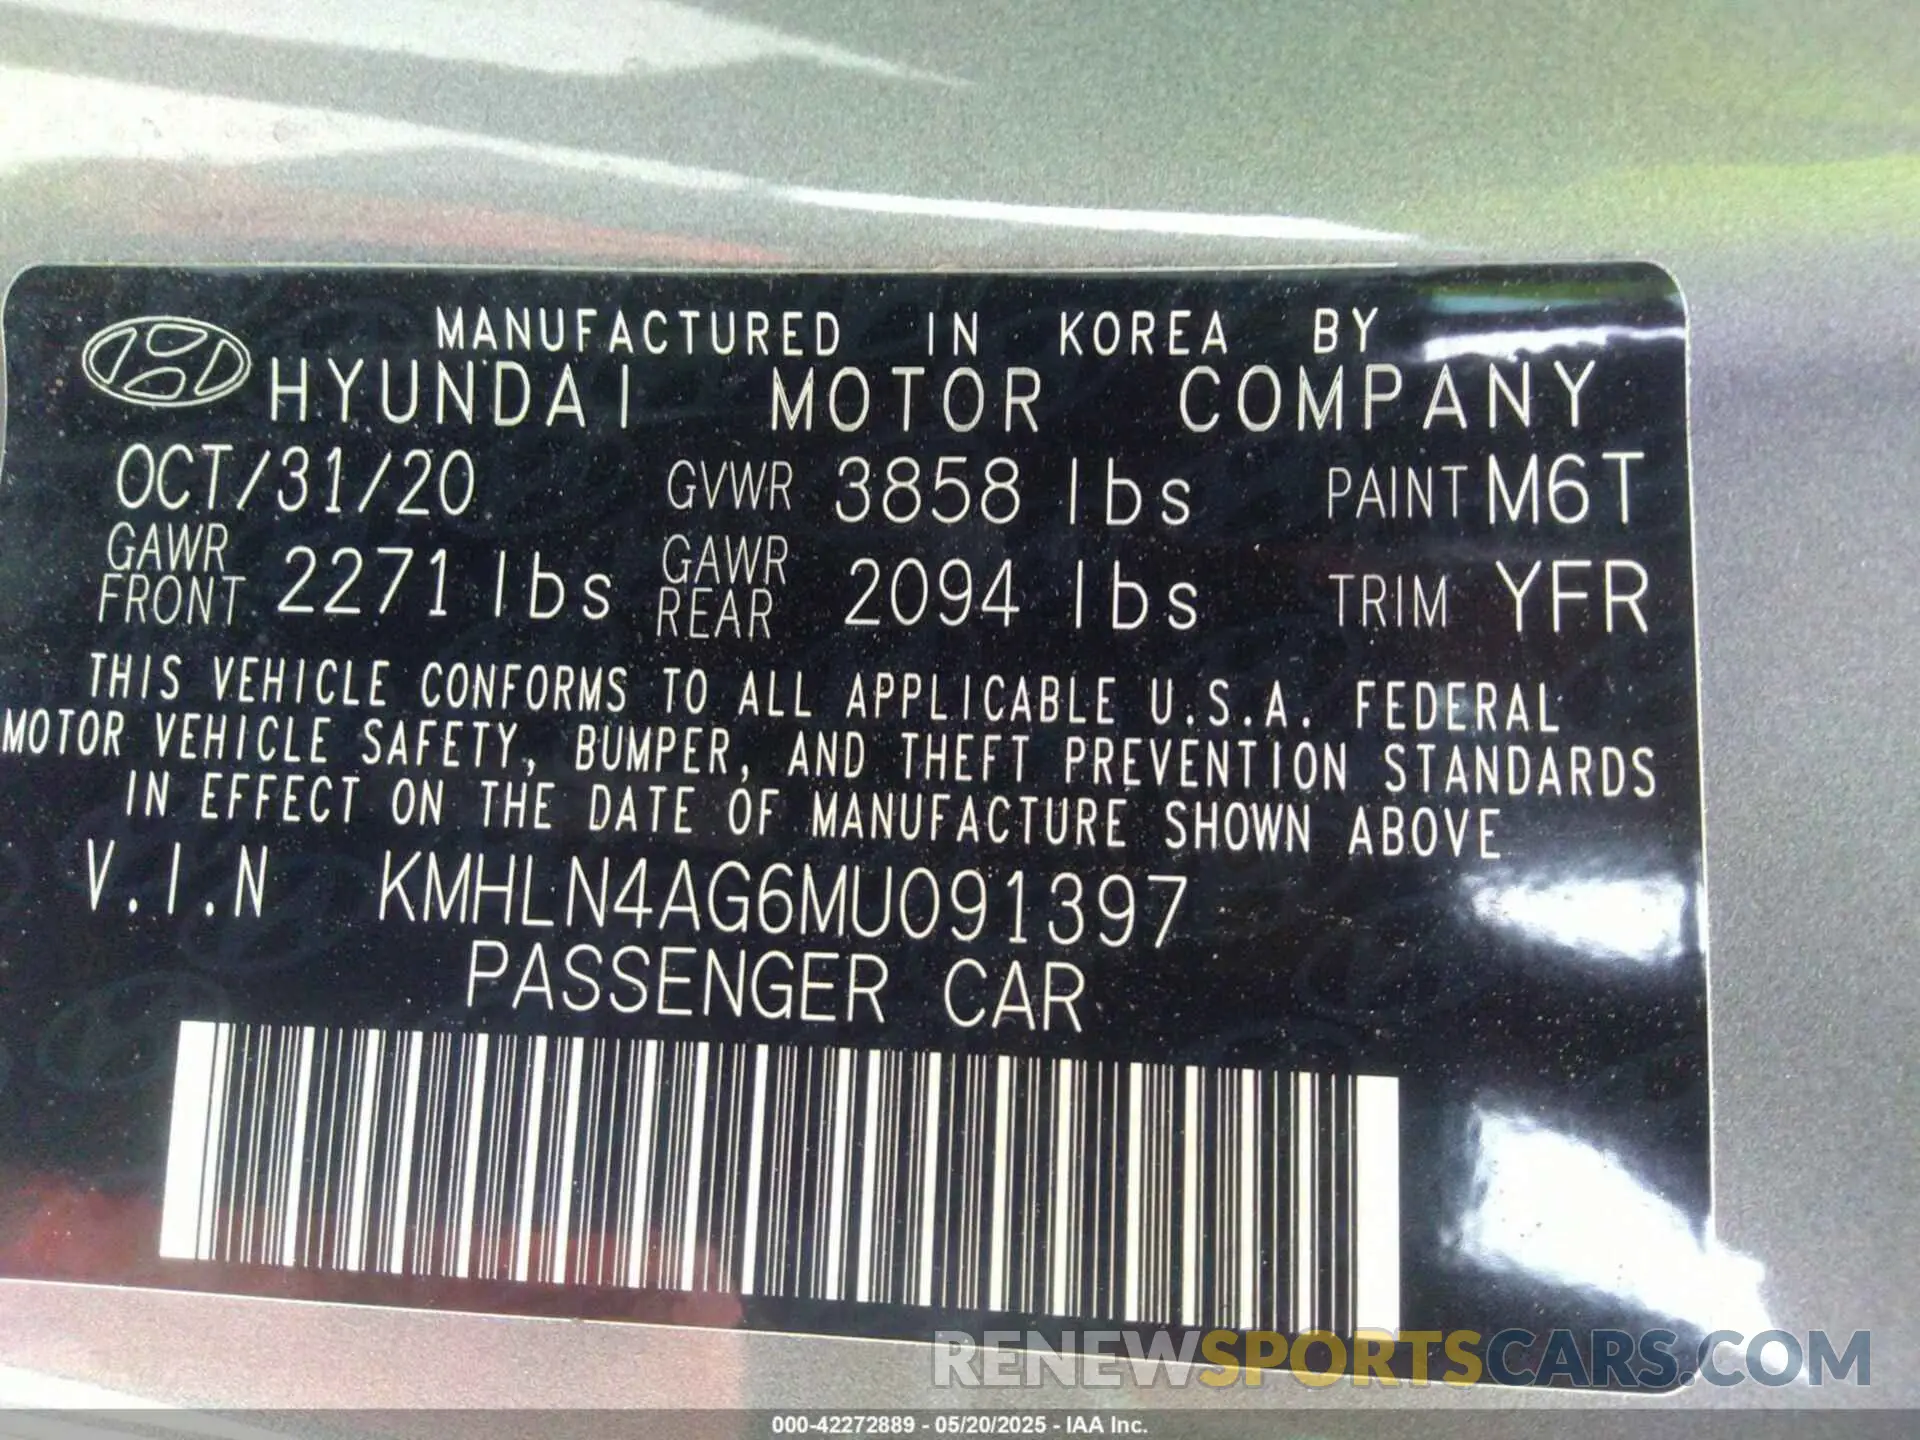 MANUFACTURED IN KOREA BY
HYUNDAI MOTOR COMPANY
OCT/31/20 GVWR 3858 lbs PAINT M6T
GAWR FRONT 2271 lbs GAWR REAR 2094 lbs TRIM YFR
THIS VEHICLE CONFORMS TO ALL APPLICABLE U.S.A. FEDERAL
MOTOR VEHICLE SAFETY, BUMPER, AND THEFT PREVENTION STANDARDS
IN EFFECT ON THE DATE OF MANUFACTURE SHOWN ABOVE
V.I.N KMHLN4AG6MU091397
PASSENGER CAR
RENEWSPORTSCARS.COM
000-42272889 - 05/20/2025 - IAA Inc.